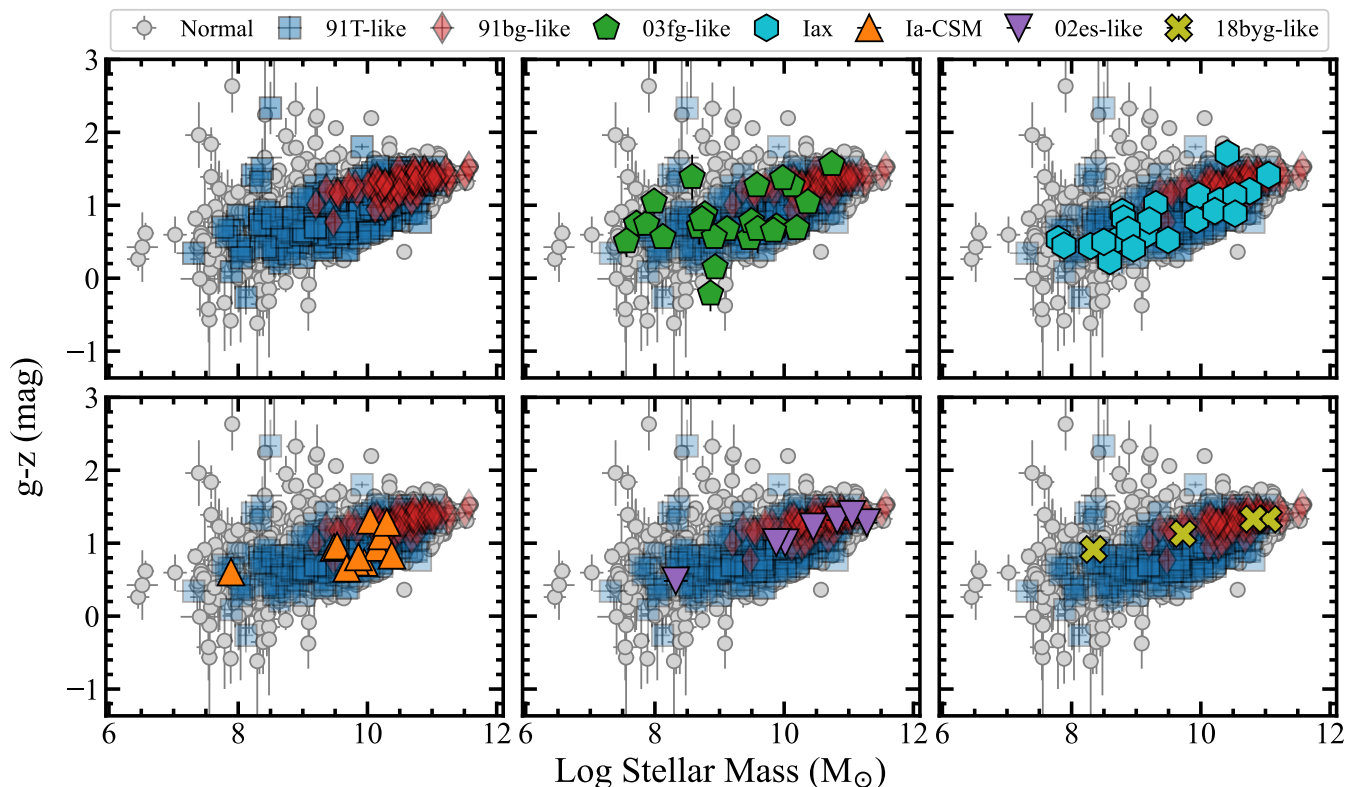 Normal 91T-like 91bg-like 03fg-like Iax Ia-CSM 02es-like 18byg-like
3
2
1
0
−1
3
2
1
0
−1
g-z (mag)
6 8 10 12 8 10 12 8 10 12
Log Stellar Mass (M⊙)